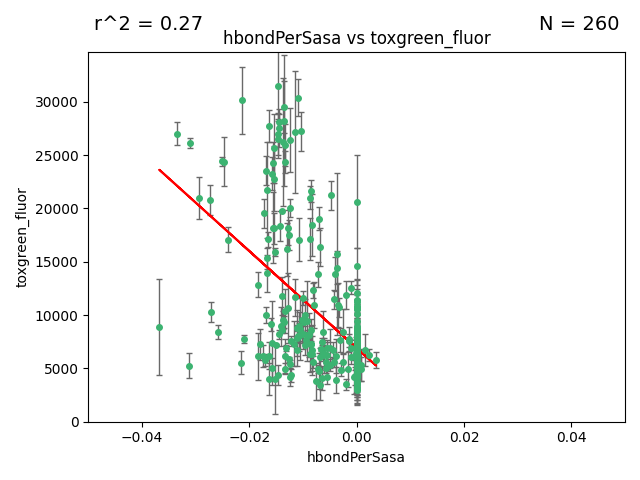 r^2 = 0.27
N = 260
hbondPerSasa vs toxgreen_fluor
toxgreen_fluor
30000
25000
20000
15000
10000
5000
0
−0.04
−0.02
0.00
0.02
0.04
hbondPerSasa